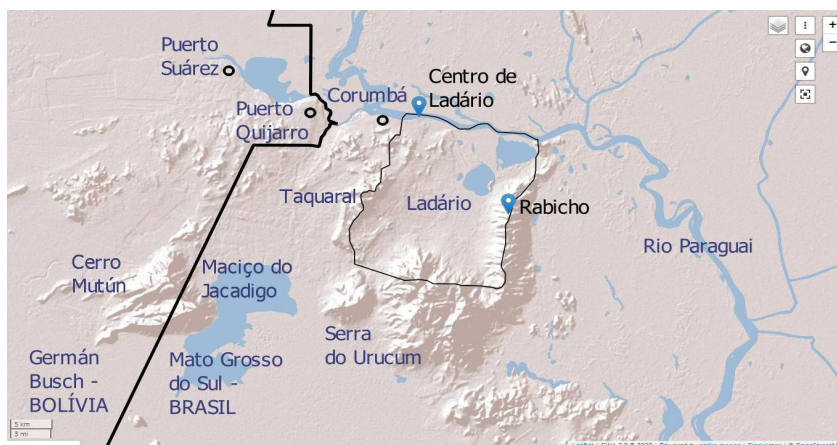 Puerto
Suárez
Puerto
Quijarro
Corumbá
Centro de
Ladário
Taquaral
Ladário
Rabicho
Rio Paraguai
Cerro
Mutún
Maciço do
Jacadigo
Serra
do Urucum
Germán
Busch -
BOLÍVIA
Mato Grosso
do Sul -
BRASIL
5 km
3 mi